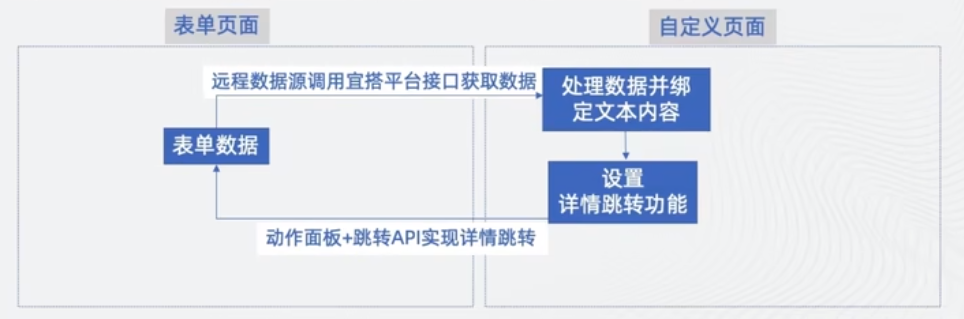 表单页面
自定义页面
远程数据源调用宜搭平台接口获取数据
处理数据并绑
定文本内容
表单数据
设置
详情跳转功能
动作面板+跳转API实现详情跳转